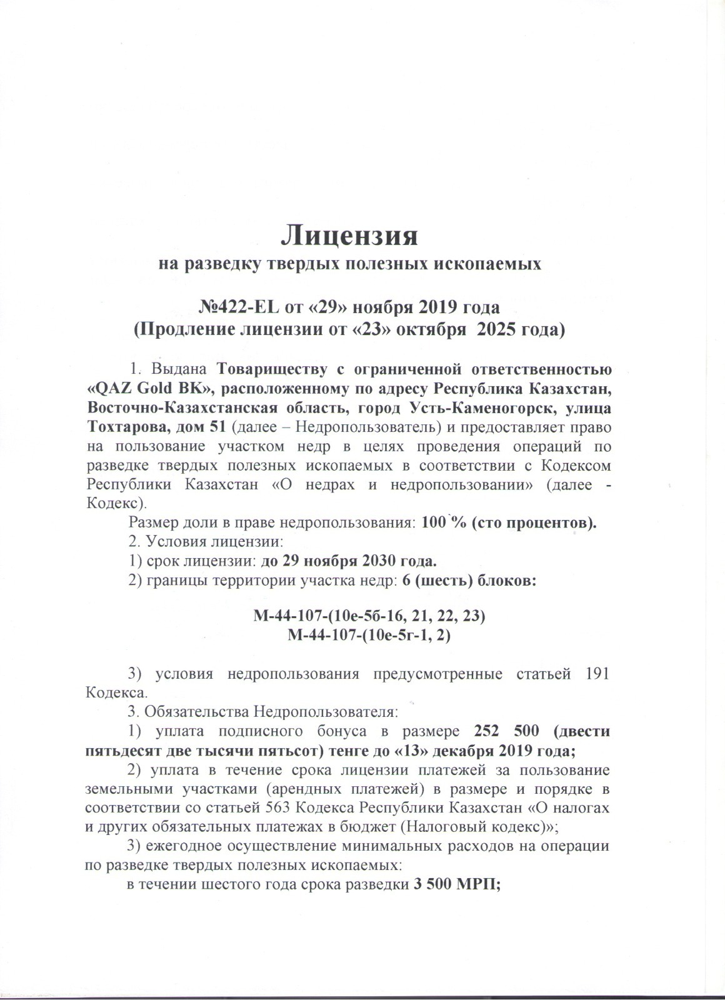 Лицензия
на разведку твердых полезных ископаемых
№422-EL от «29» ноября 2019 года
(Продление лицензии от «23» октября 2025 года)
1. Выдана Товариществу с ограниченной ответственностью
«QAZ Gold BK», расположенному по адресу Республика Казахстан,
Восточно-Казахстанская область, город Усть-Каменогорск, улица
Тохтарова, дом 51 (далее – Недропользователь) и предоставляет право
на пользование участком недр в целях проведения операций по
разведке твердых полезных ископаемых в соответствии с Кодексом
Республики Казахстан «О недрах и недропользовании» (далее -
Кодекс).
Размер доли в праве недропользования: 100 % (сто процентов).
2. Условия лицензии:
1) срок лицензии: до 29 ноября 2030 года.
2) границы территории участка недр: 6 (шесть) блоков:
М-44-107-(10е-5б-16, 21, 22, 23)
М-44-107-(10е-5г-1, 2)
3) условия недропользования предусмотренные статьей 191
Кодекса.
3. Обязательства Недропользователя:
1) уплата подписного бонуса в размере 252 500 (двести
пятьдесят две тысячи пятьсот) тенге до «13» декабря 2019 года;
2) уплата в течение срока лицензии платежей за пользование
земельными участками (арендных платежей) в размере и порядке в
соответствии со статьей 563 Кодекса Республики Казахстан «О налогах
и других обязательных платежах в бюджет (Налоговый кодекс)»;
3) ежегодное осуществление минимальных расходов на операции
по разведке твердых полезных ископаемых:
в течении шестого года срока разведки 3 500 МРП;